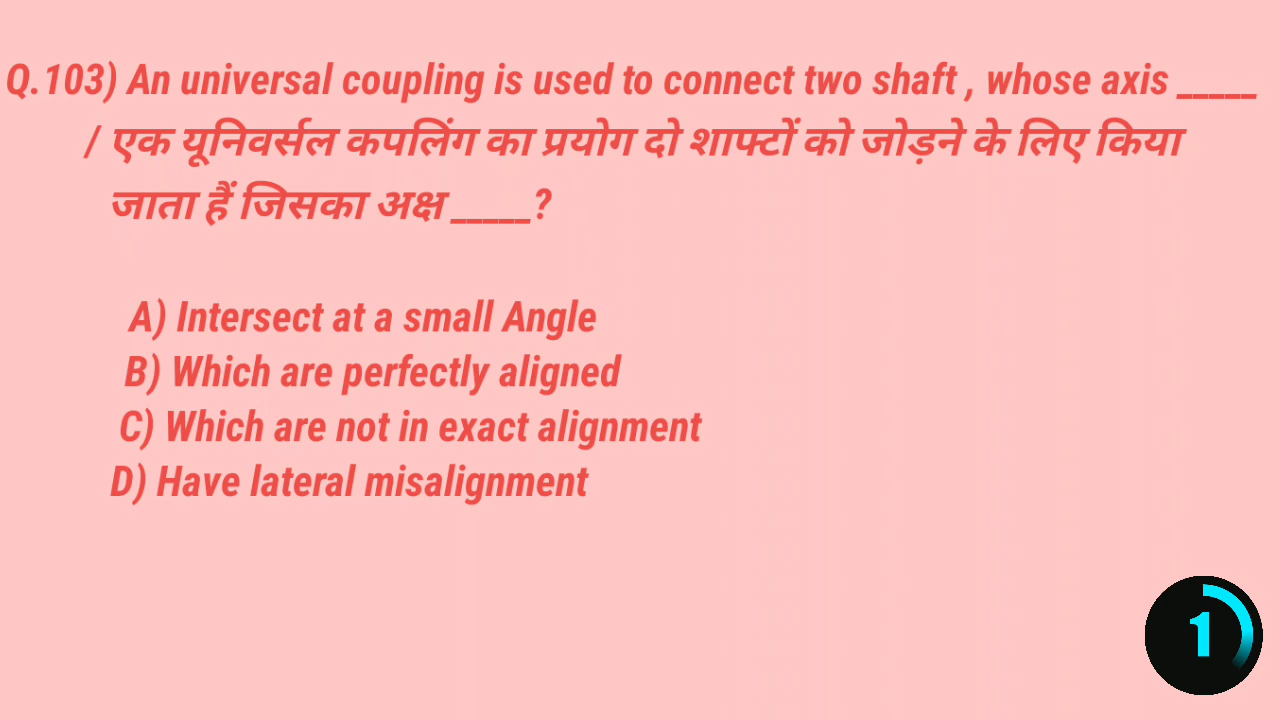 Q.103) An universal coupling is used to connect two shaft , whose axis _____
/ एक यूनिवर्सल कपलिंग का प्रयोग दो शाफ्टों को जोड़ने के लिए किया
जाता हैं जिसका अक्ष _____?
A) Intersect at a small Angle
B) Which are perfectly aligned
C) Which are not in exact alignment
D) Have lateral misalignment
1